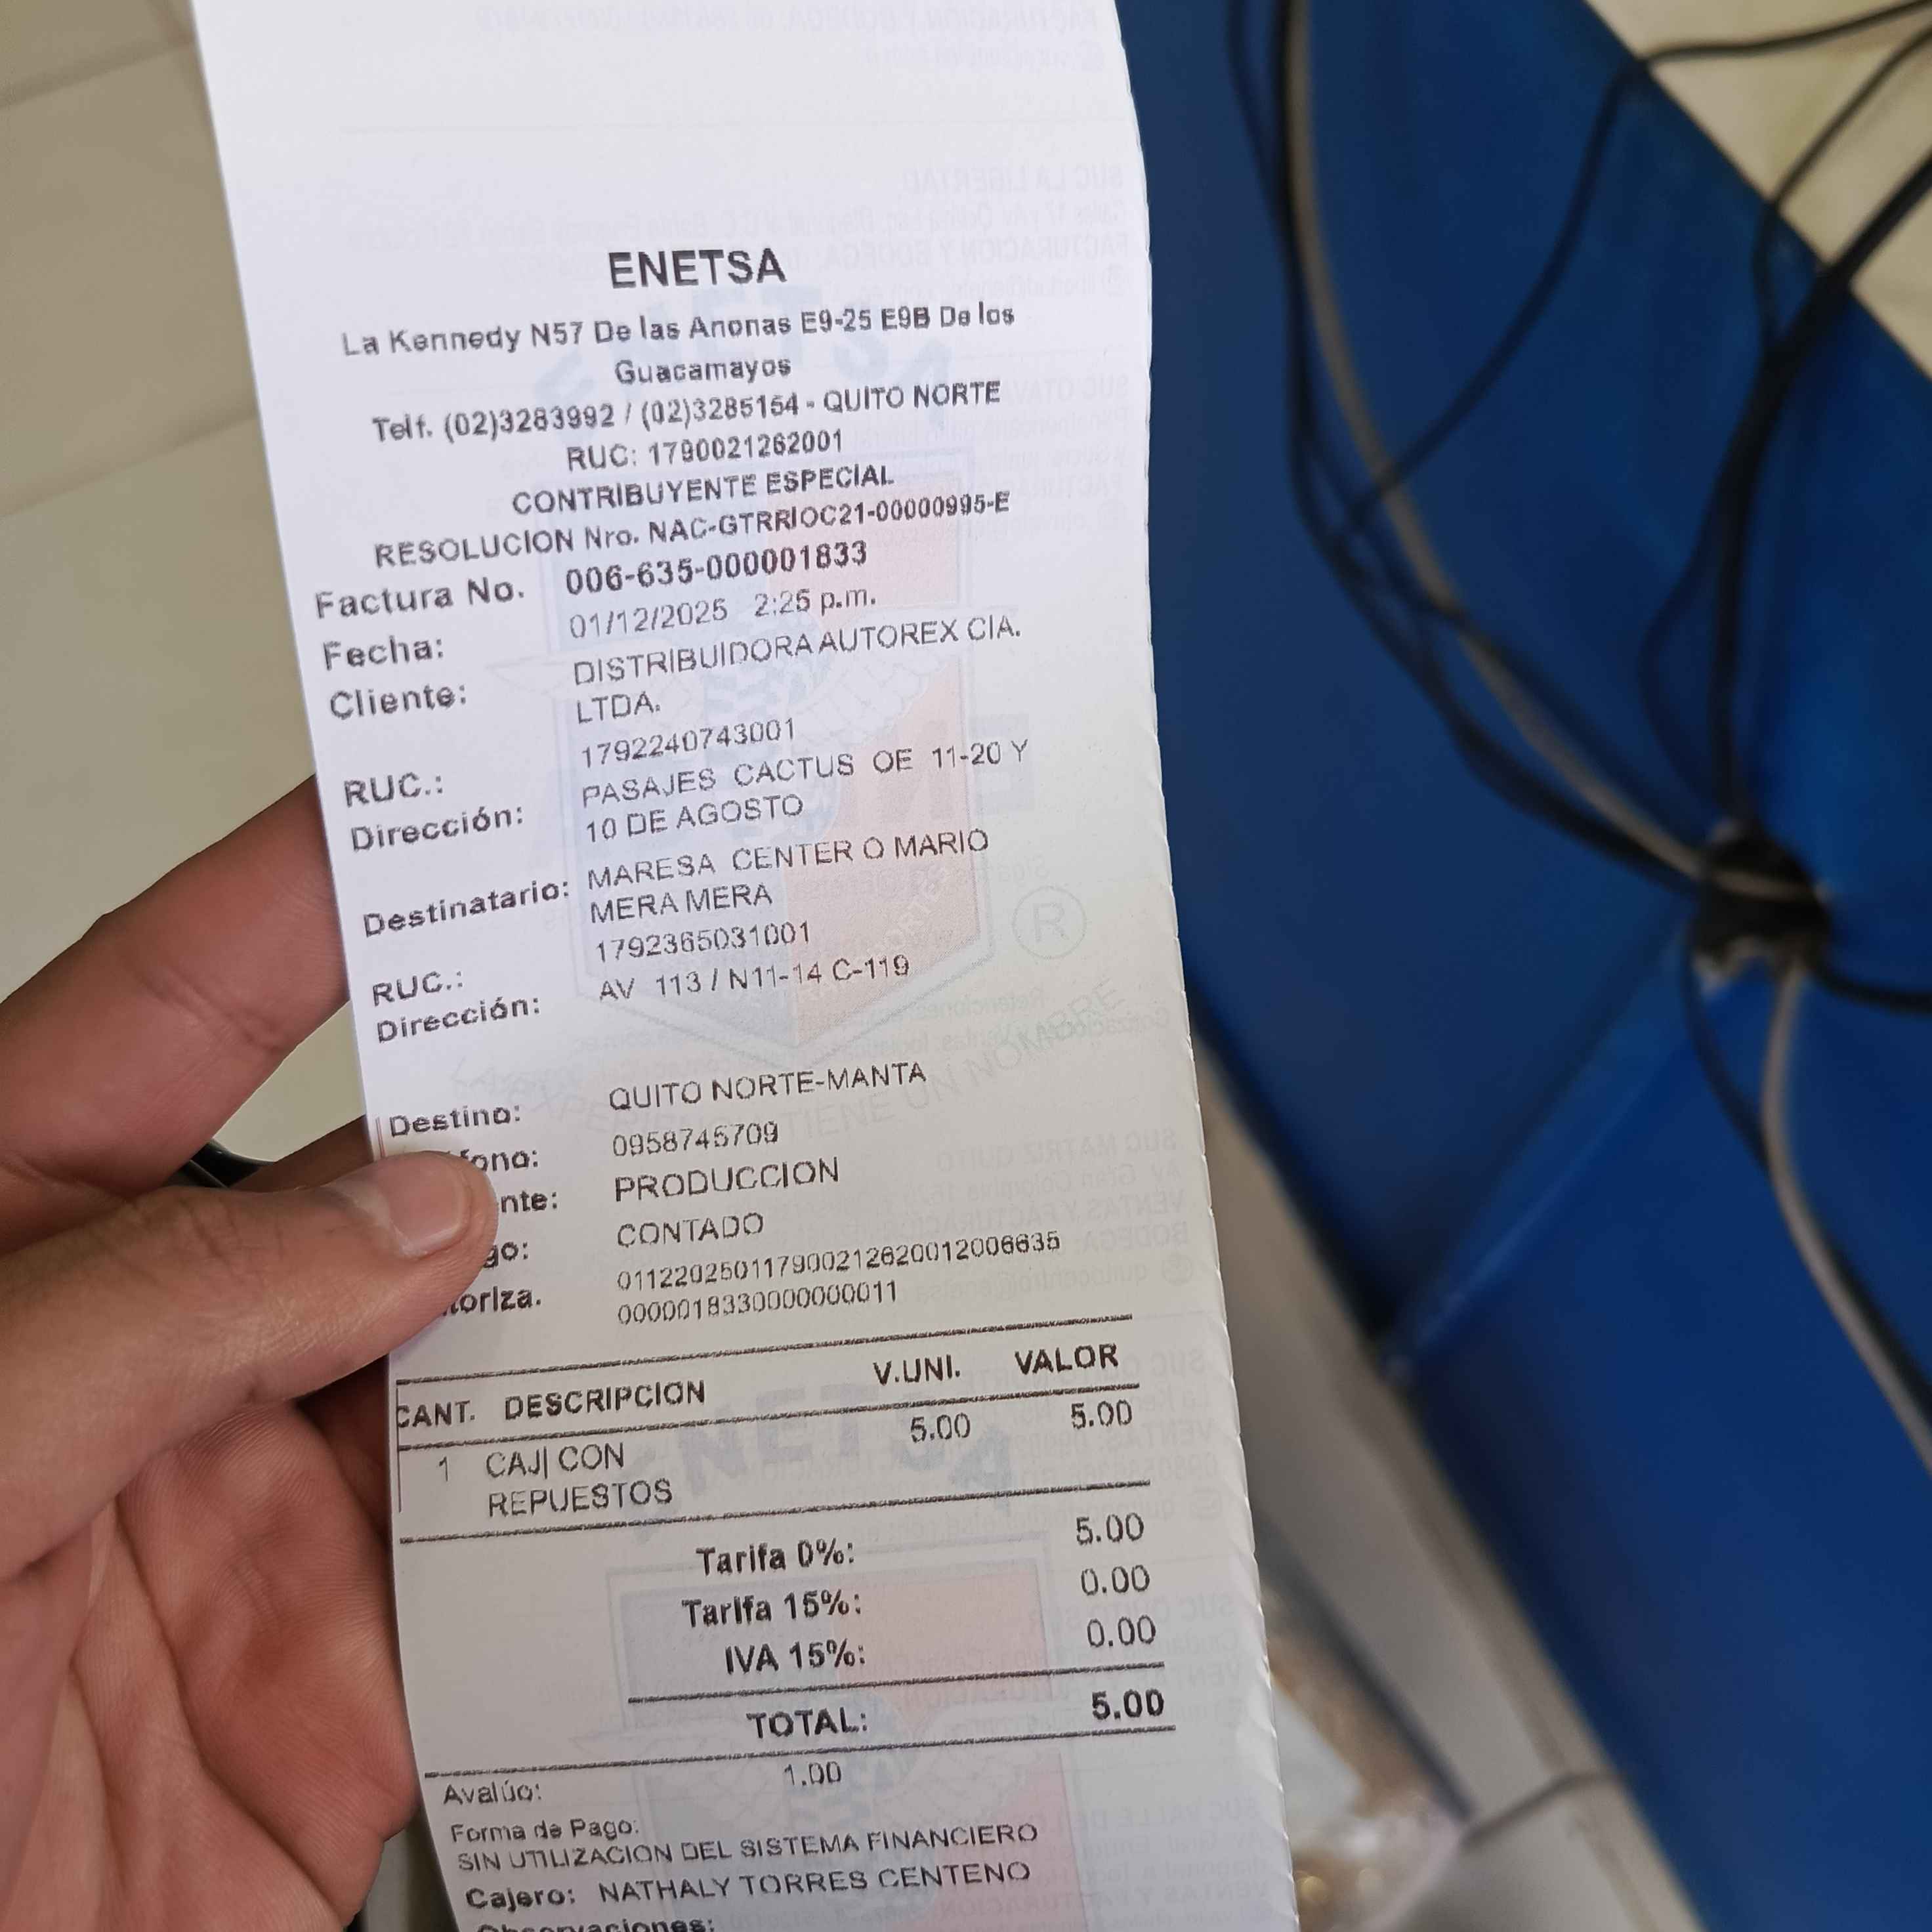 ENETSA
La Kennedy N57 De las Anonas E9-25 E9B De los
Guacamayos
Telf. (02)3283992 / (02)3285154 - QUITO NORTE
RUC: 1790021262001
CONTRIBUYENTE ESPECIAL
RESOLUCION Nro. NAC-GTRRIOC21-00000995-E
Factura No. 006-635-000001833
Fecha: 01/12/2025 2:25 p.m.
Cliente: DISTRIBUIDORA AUTOREX CIA.
LTDA.
RUC.: 1792240743001
Dirección: PASAJES CACTUS OE 11-20 Y
10 DE AGOSTO
Destinatario: MARESA CENTER O MARIO
MERA MERA
RUC.: 1792365031001
Dirección: AV 113 / N11-14 C-119
Destino: QUITO NORTE-MANTA
fono: 0958745709
nte: PRODUCCION
go: CONTADO
toriza. 011220250117900212620012006635
0000018330000000011
CANT. DESCRIPCION V.UNI. VALOR
1 CAJ| CON 5.00 5.00
REPUESTOS
Tarifa 0%: 5.00
Tarifa 15%: 0.00
IVA 15%: 0.00
TOTAL: 5.00
Avalúo: 1.00
Forma de Pago:
SIN UTILIZACION DEL SISTEMA FINANCIERO
Cajero: NATHALY TORRES CENTENO
Observaciones: